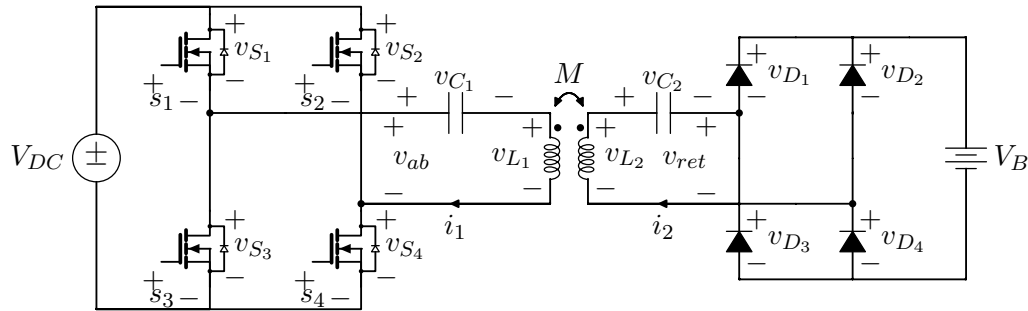 + v_{S_1} −
s_1 −
+ v_{S_2} −
s_2 −
V_{DC} ±
+ v_{C_1} −
+ v_{ab} −
+ v_{L_1} −
M
+ v_{C_2} −
+ v_{L_2} −
+ v_{ret} −
i_1
i_2
+ v_{S_3} −
s_3 −
+ v_{S_4} −
s_4 −
+ v_{D_1} −
+ v_{D_2} −
+ v_{D_3} −
+ v_{D_4} −
V_B